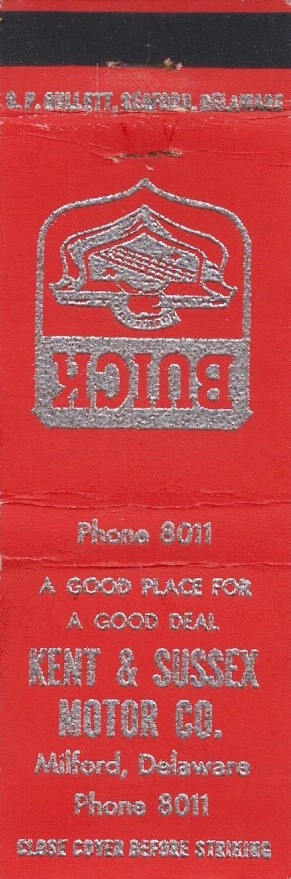 S. P. GULLETT, SEAFORD, DELAWARE
BUICK
Phone 8011
A GOOD PLACE FOR
A GOOD DEAL
KENT & SUSSEX
MOTOR CO.
Milford, Delaware
Phone 8011
CLOSE COVER BEFORE STRIKING